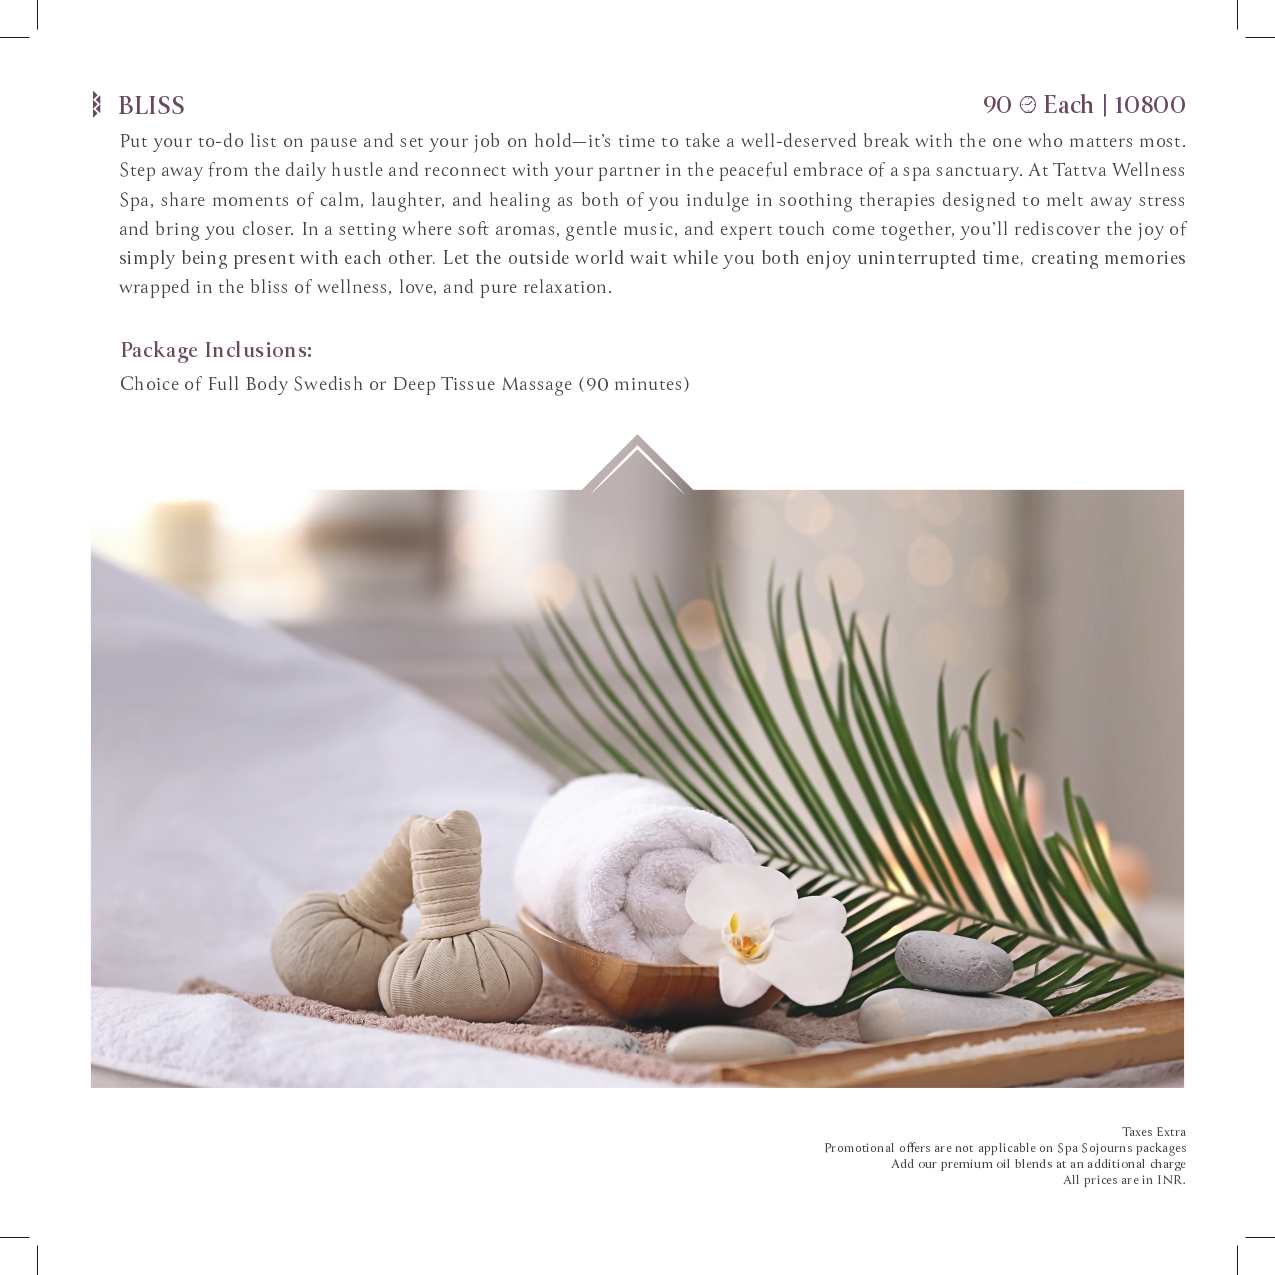 BLISS
90 Each | 10800
Put your to-do list on pause and set your job on hold—it’s time to take a well-deserved break with the one who matters most.
Step away from the daily hustle and reconnect with your partner in the peaceful embrace of a spa sanctuary. At Tattva Wellness
Spa, share moments of calm, laughter, and healing as both of you indulge in soothing therapies designed to melt away stress
and bring you closer. In a setting where soft aromas, gentle music, and expert touch come together, you’ll rediscover the joy of
simply being present with each other. Let the outside world wait while you both enjoy uninterrupted time, creating memories
wrapped in the bliss of wellness, love, and pure relaxation.
Package Inclusions:
Choice of Full Body Swedish or Deep Tissue Massage (90 minutes)
Taxes Extra
Promotional offers are not applicable on Spa Sojourns packages
Add our premium oil blends at an additional charge
All prices are in INR.